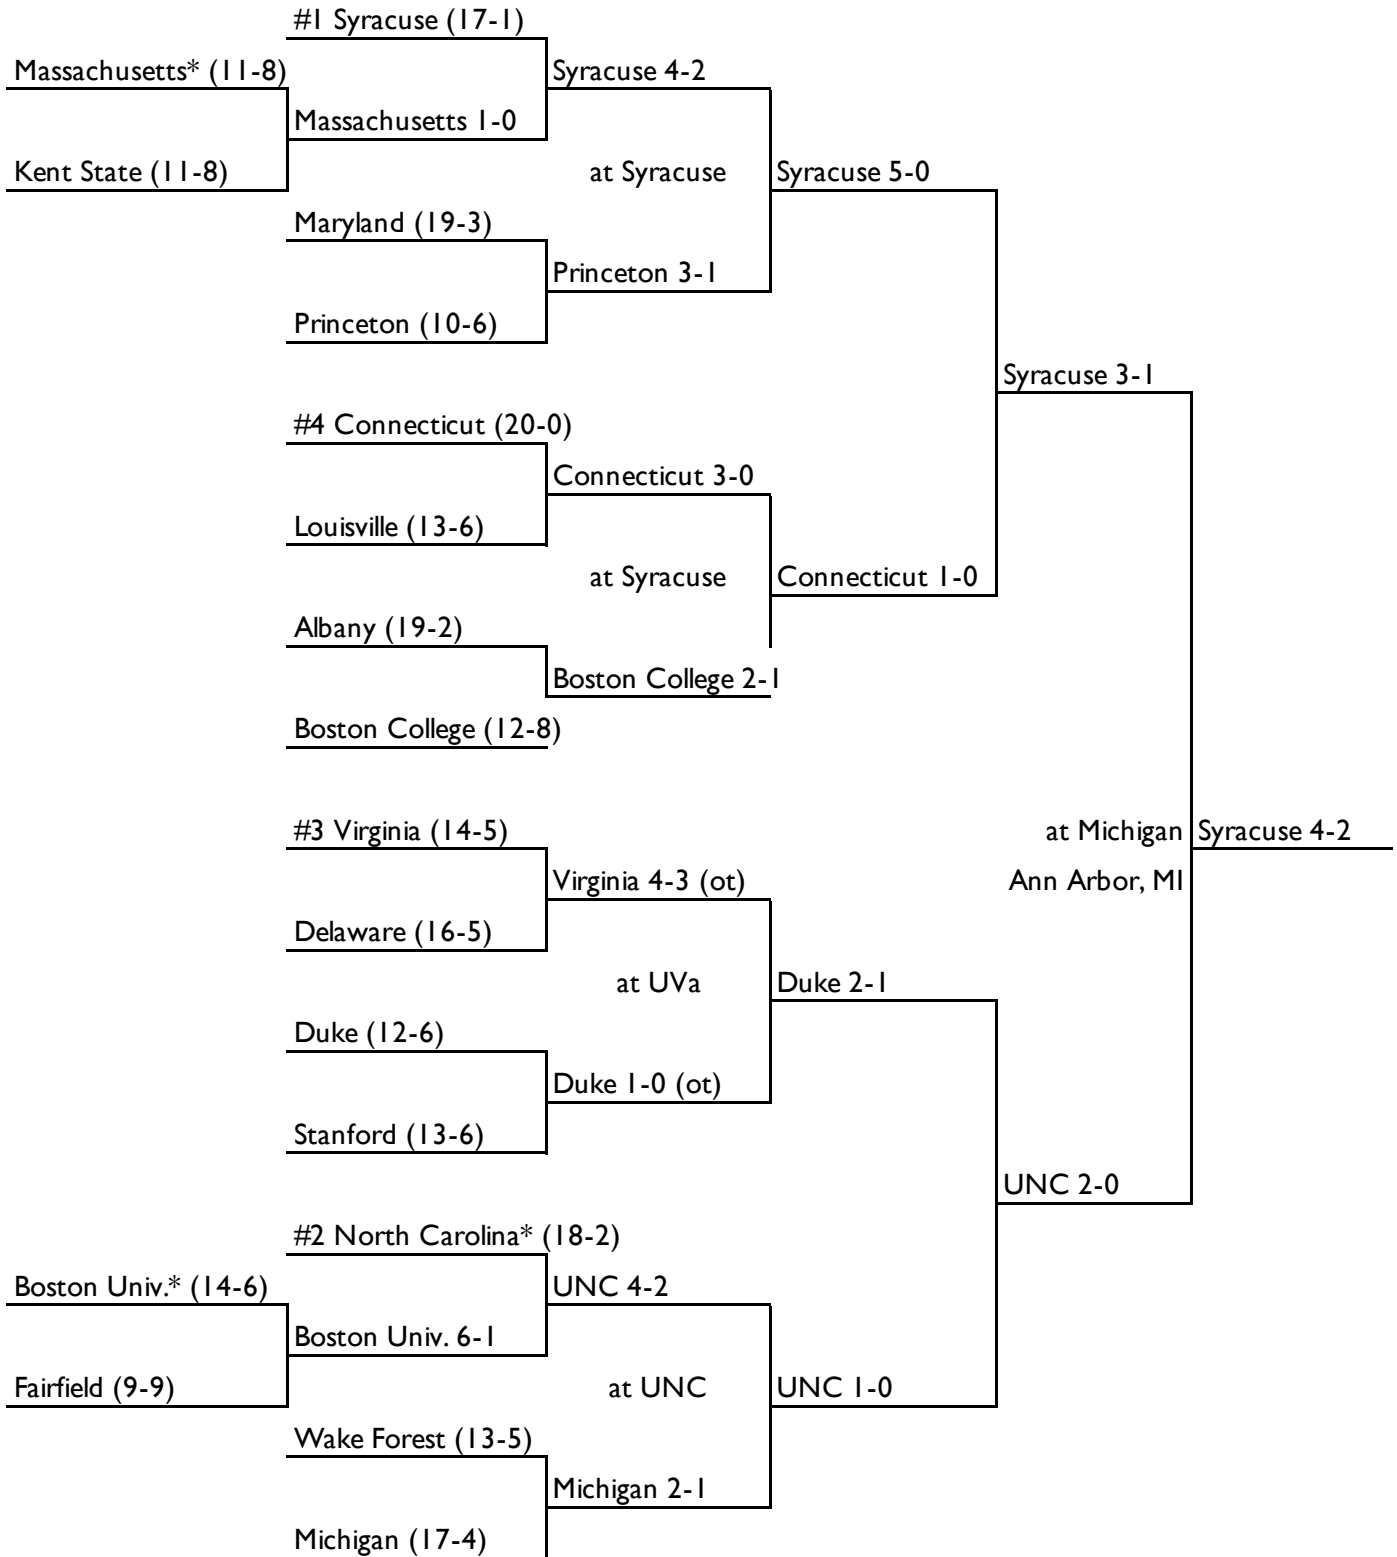 #1 Syracuse (17-1)
Massachusetts* (11-8)
Syracuse 4-2
Massachusetts 1-0
Kent State (11-8)
at Syracuse
Syracuse 5-0
Maryland (19-3)
Princeton 3-1
Princeton (10-6)
Syracuse 3-1
#4 Connecticut (20-0)
Connecticut 3-0
Louisville (13-6)
at Syracuse
Connecticut 1-0
Albany (19-2)
Boston College 2-1
Boston College (12-8)
#3 Virginia (14-5)
at Michigan
Syracuse 4-2
Virginia 4-3 (ot)
Ann Arbor, MI
Delaware (16-5)
at UVa
Duke 2-1
Duke (12-6)
Duke 1-0 (ot)
Stanford (13-6)
UNC 2-0
#2 North Carolina* (18-2)
Boston Univ.* (14-6)
UNC 4-2
Boston Univ. 6-1
Fairfield (9-9)
at UNC
UNC 1-0
Wake Forest (13-5)
Michigan 2-1
Michigan (17-4)